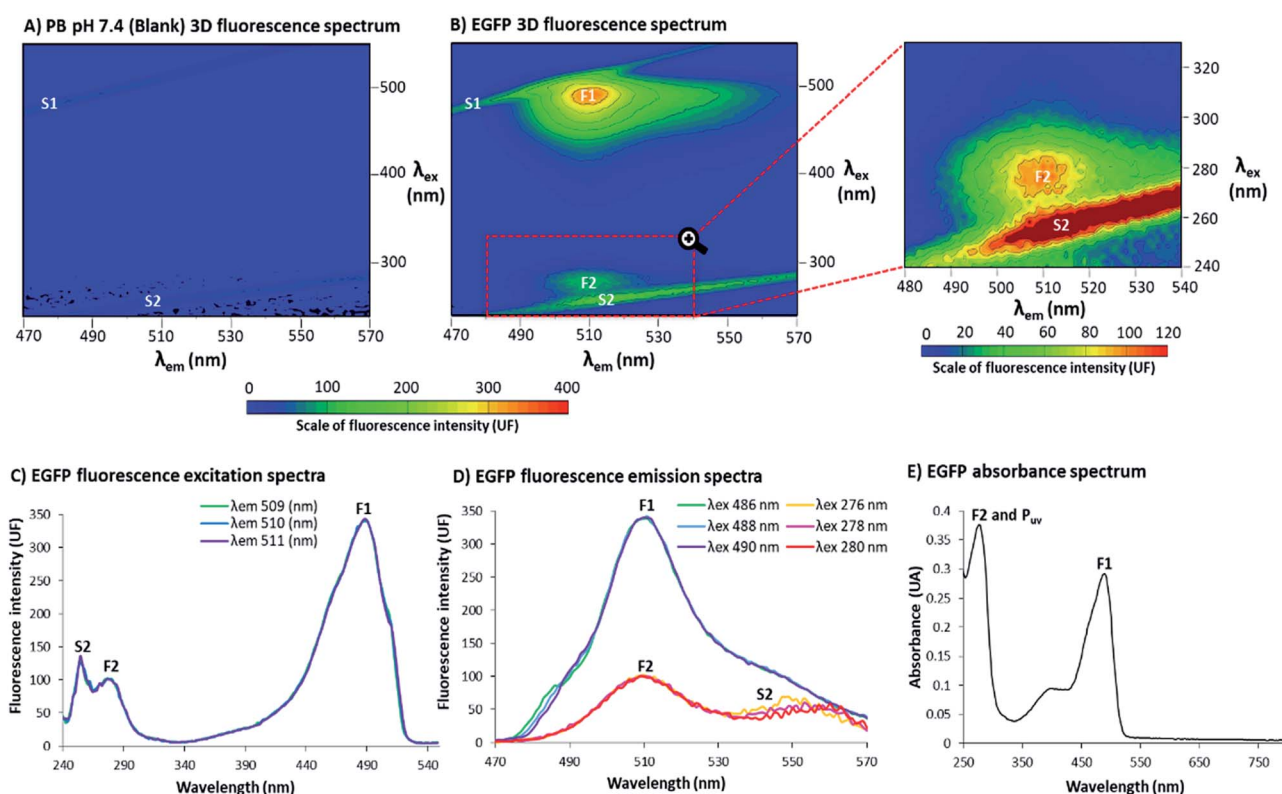 A) PB pH 7.4 (Blank) 3D fluorescence spectrum
S1
S2
500
400
300
λex
(nm)
470 490 510 530 550 570
λem (nm)
B) EGFP 3D fluorescence spectrum
S1
F1
F2
S2
500
400
300
λex
(nm)
470 490 510 530 550 570
λem (nm)
F2
S2
320
300
280
260
240
λex
(nm)
480 490 500 510 520 530 540
λem (nm)
0 20 40 60 80 100 120
Scale of fluorescence intensity (UF)
0 100 200 300 400
Scale of fluorescence intensity (UF)
C) EGFP fluorescence excitation spectra
λem 509 (nm)
λem 510 (nm)
λem 511 (nm)
F1
S2
F2
Fluorescence intensity (UF)
350
300
250
200
150
100
50
0
240 290 340 390 440 490 540
Wavelength (nm)
D) EGFP fluorescence emission spectra
λex 486 nm
λex 488 nm
λex 490 nm
λex 276 nm
λex 278 nm
λex 280 nm
F1
F2
S2
Fluorescence intensity (UF)
350
300
250
200
150
100
50
0
470 490 510 530 550 570
Wavelength (nm)
E) EGFP absorbance spectrum
F2 and Puv
F1
Absorbance (UA)
0.4
0.35
0.3
0.25
0.2
0.15
0.1
0.05
0
250 350 450 550 650 750
Wavelength (nm)